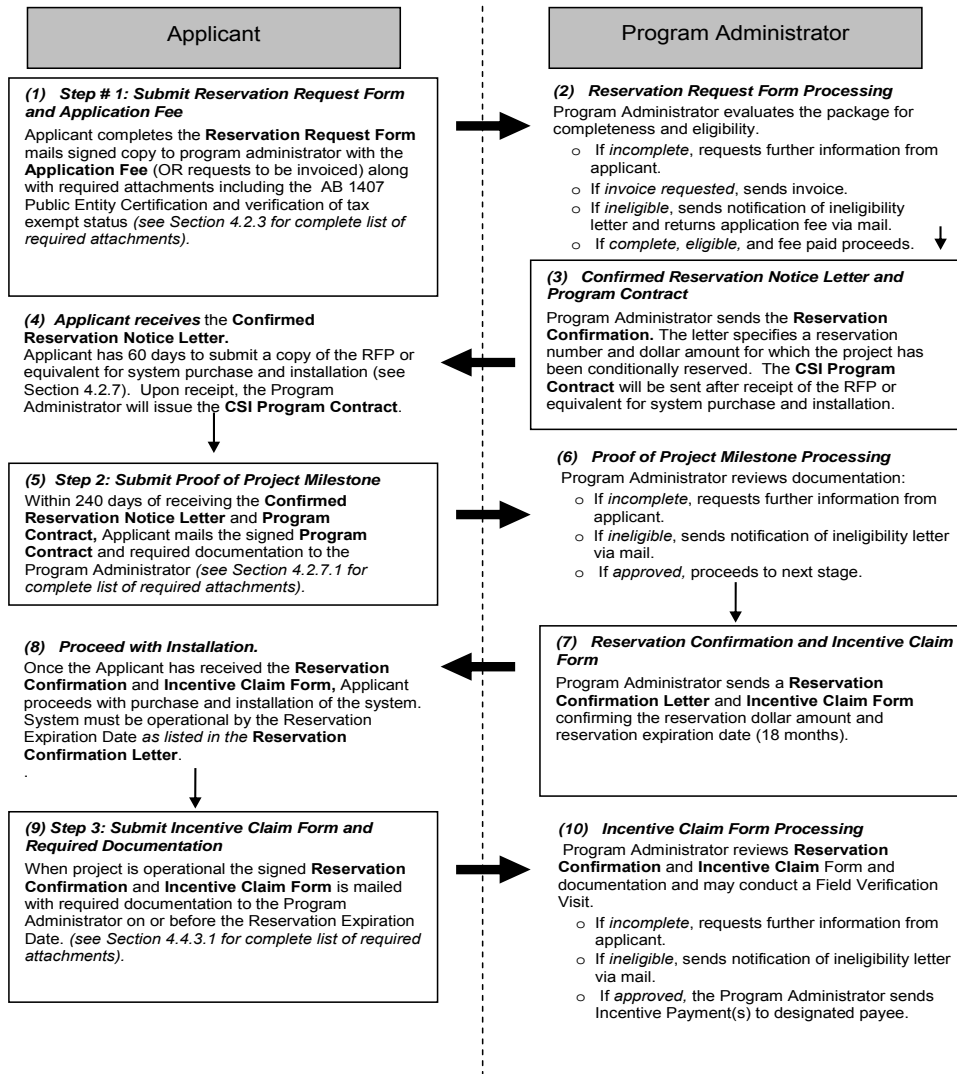 Applicant
Program Administrator
(1) Step # 1: Submit Reservation Request Form
and Application Fee
Applicant completes the Reservation Request Form
mails signed copy to program administrator with the
Application Fee (OR requests to be invoiced) along
with required attachments including the AB 1407
Public Entity Certification and verification of tax
exempt status (see Section 4.2.3 for complete list of
required attachments).
(2) Reservation Request Form Processing
Program Administrator evaluates the package for
completeness and eligibility.
o If incomplete, requests further information from
applicant.
o If invoice requested, sends invoice.
o If ineligible, sends notification of ineligibility
letter and returns application fee via mail.
o If complete, eligible, and fee paid proceeds.
(3) Confirmed Reservation Notice Letter and
Program Contract
Program Administrator sends the Reservation
Confirmation. The letter specifies a reservation
number and dollar amount for which the project has
been conditionally reserved. The CSI Program
Contract will be sent after receipt of the RFP or
equivalent for system purchase and installation.
(4) Applicant receives the Confirmed
Reservation Notice Letter.
Applicant has 60 days to submit a copy of the RFP or
equivalent for system purchase and installation (see
Section 4.2.7). Upon receipt, the Program
Administrator will issue the CSI Program Contract.
(5) Step 2: Submit Proof of Project Milestone
Within 240 days of receiving the Confirmed
Reservation Notice Letter and Program
Contract, Applicant mails the signed Program
Contract and required documentation to the
Program Administrator (see Section 4.2.7.1 for
complete list of required attachments).
(6) Proof of Project Milestone Processing
Program Administrator reviews documentation:
o If incomplete, requests further information from
applicant.
o If ineligible, sends notification of ineligibility letter
via mail.
o If approved, proceeds to next stage.
(7) Reservation Confirmation and Incentive Claim
Form
Program Administrator sends a Reservation
Confirmation Letter and Incentive Claim Form
confirming the reservation dollar amount and
reservation expiration date (18 months).
(8) Proceed with Installation.
Once the Applicant has received the Reservation
Confirmation and Incentive Claim Form, Applicant
proceeds with purchase and installation of the system.
System must be operational by the Reservation
Expiration Date as listed in the Reservation
Confirmation Letter.
.
(9) Step 3: Submit Incentive Claim Form and
Required Documentation
When project is operational the signed Reservation
Confirmation and Incentive Claim Form is mailed
with required documentation to the Program
Administrator on or before the Reservation Expiration
Date. (see Section 4.4.3.1 for complete list of required
attachments).
(10) Incentive Claim Form Processing
Program Administrator reviews Reservation
Confirmation and Incentive Claim Form and
documentation and may conduct a Field Verification
Visit.
o If incomplete, requests further information from
applicant.
o If ineligible, sends notification of ineligibility letter
via mail.
o If approved, the Program Administrator sends
Incentive Payment(s) to designated payee.